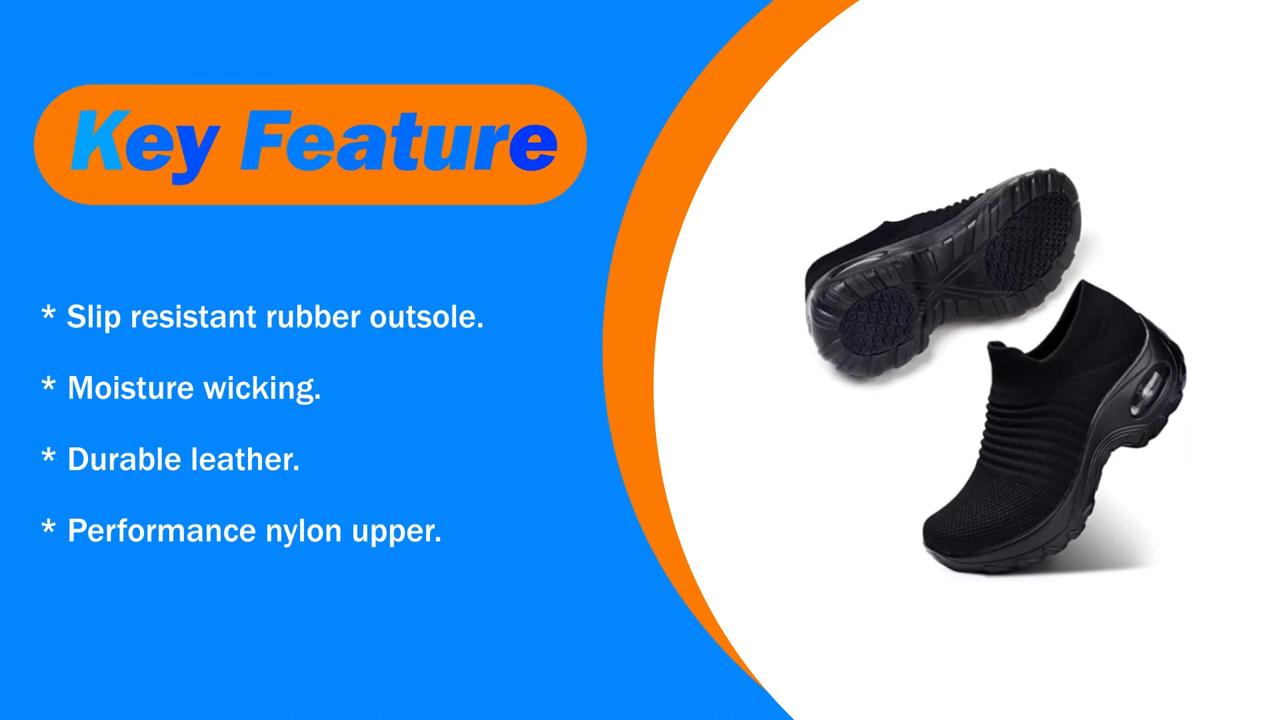 Key Feature
* Slip resistant rubber outsole.
* Moisture wicking.
* Durable leather.
* Performance nylon upper.